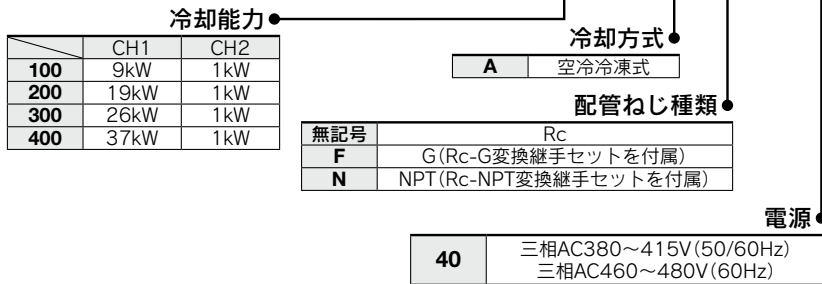 冷却能力
CH1 CH2
100 9kW 1kW
200 19kW 1kW
300 26kW 1kW
400 37kW 1kW
冷却方式
A 空冷冷凍式
配管ねじ種類
無記号 Rc
F G(Rc-G変換継手セットを付属)
N NPT(Rc-NPT変換継手セットを付属)
電源
40 三相AC380～415V(50/60Hz)
三相AC460～480V(60Hz)